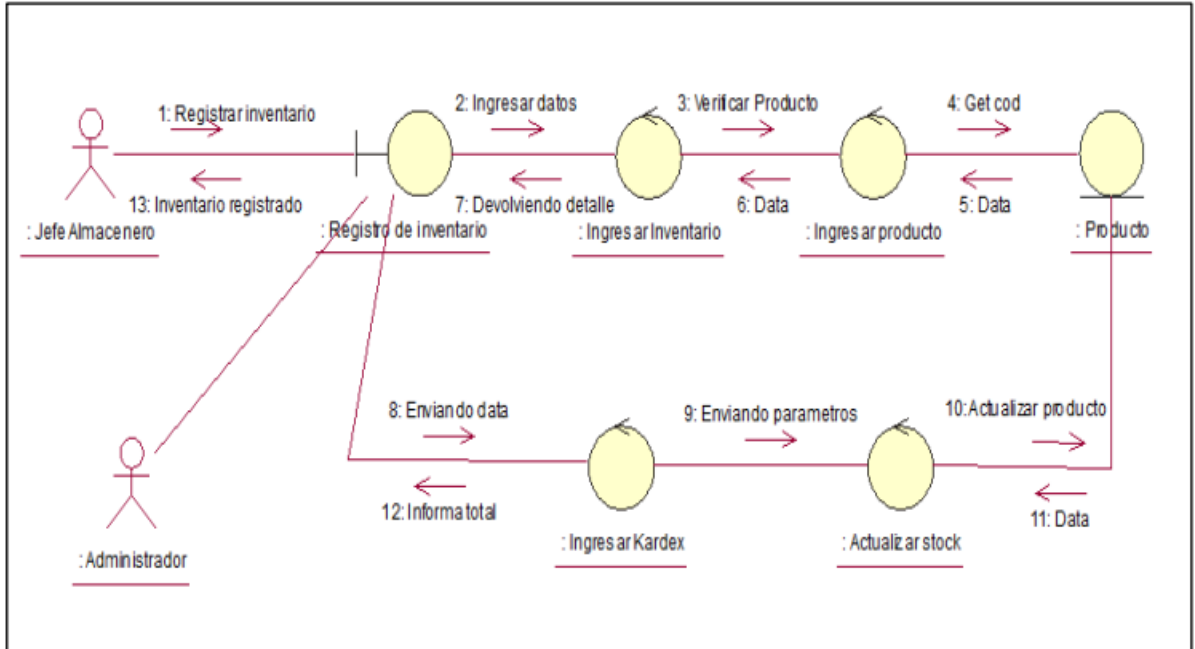 1: Registrar inventario
2: Ingresar datos
3: Verificar Producto
4: Get cod
13: Inventario registrado
7: Devolviendo detalle
6: Data
5: Data
: Jefe Almacenero
: Registro de inventario
: Ingresar Inventario
: Ingresar producto
: Producto
8: Enviando data
9: Enviando parametros
10: Actualizar producto
12: Informa total
11: Data
: Administrador
: Ingresar Kardex
: Actualizar stock